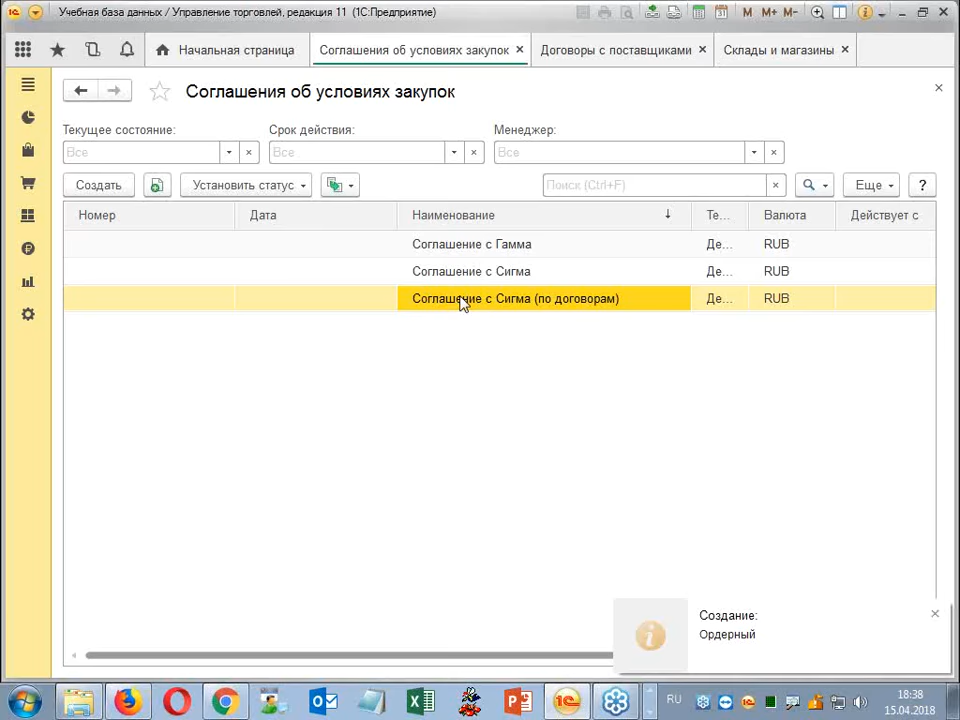 Учебная база данных / Управление торговлей, редакция 11 (1С:Предприятие)
M M+ M-
Начальная страница
Соглашения об условиях закупок ×
Договоры с поставщиками ×
Склады и магазины ×
Соглашения об условиях закупок
Текущее состояние: Срок действия: Менеджер:
Все Все Все
Создать Установить статус Поиск (Ctrl+F) Еще ?
Номер Дата Наименование ↓ Те... Валюта Действует с
Соглашение с Гамма Де... RUB
Соглашение с Сигма Де... RUB
Соглашение с Сигма (по договорам) Де... RUB
Создание:
Ордерный
RU
18:38
15.04.2018